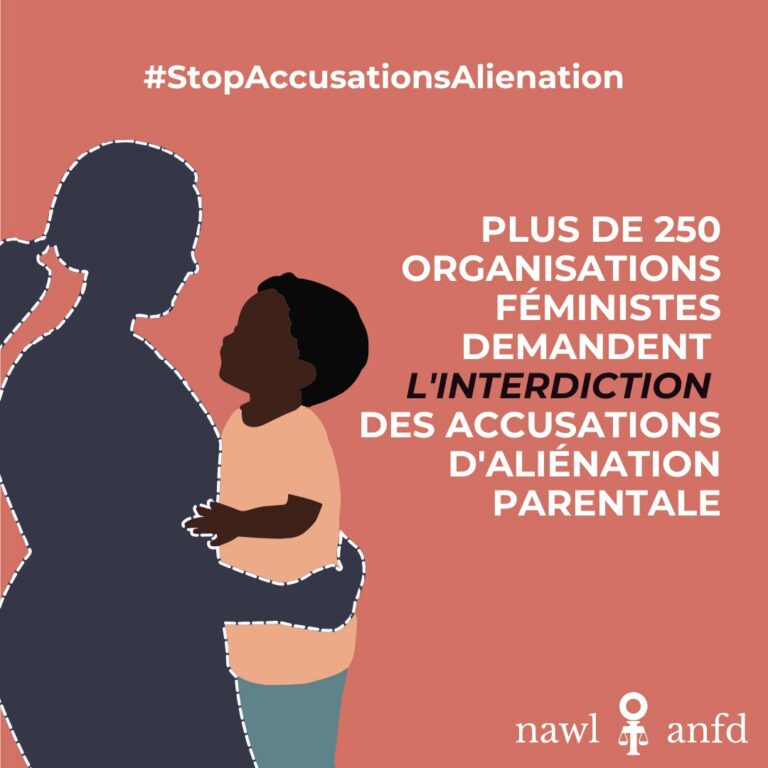 #StopAccusationsAlienation
PLUS DE 250
ORGANISATIONS
FÉMINISTES
DEMANDENT
L'INTERDICTION
DES ACCUSATIONS
D'ALIÉNATION
PARENTALE
nawl anfd